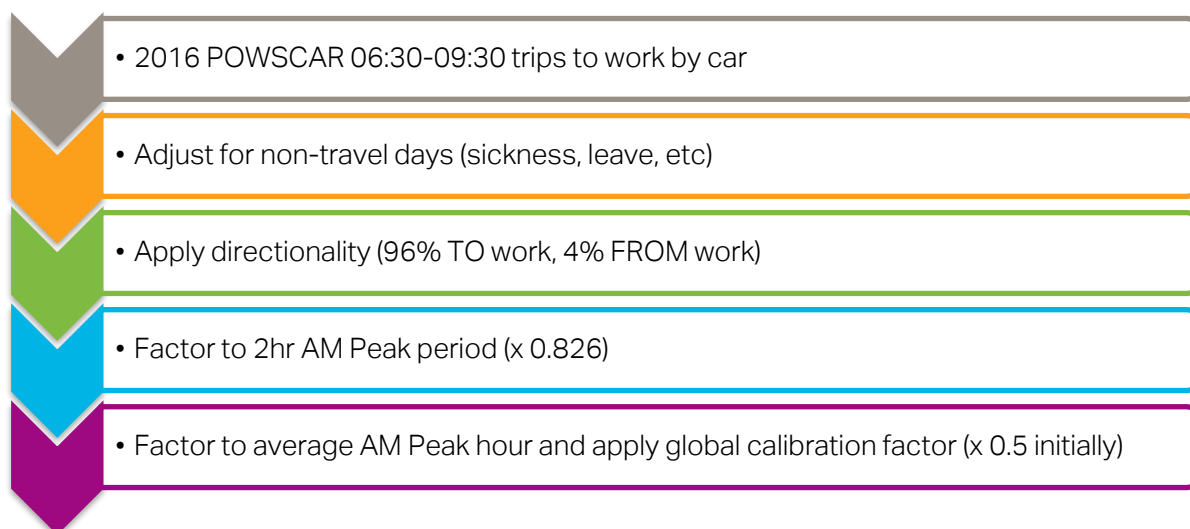 • 2016 POWSCAR 06:30-09:30 trips to work by car
• Adjust for non-travel days (sickness, leave, etc)
• Apply directionality (96% TO work, 4% FROM work)
• Factor to 2hr AM Peak period (x 0.826)
• Factor to average AM Peak hour and apply global calibration factor (x 0.5 initially)